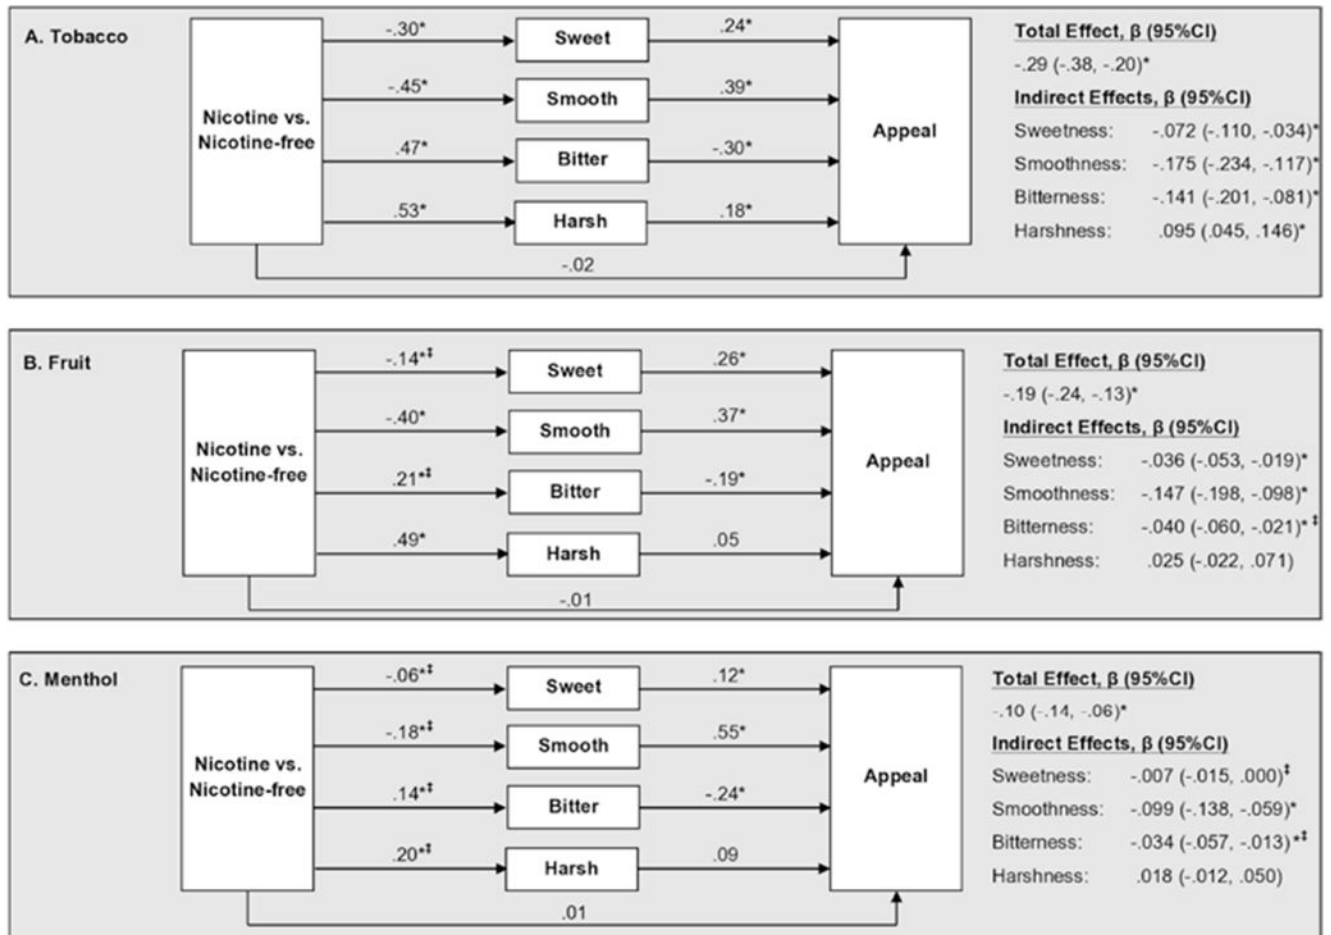 A. Tobacco
Nicotine vs.
Nicotine-free
-.30*
Sweet
.24*
-.45*
Smooth
.39*
.47*
Bitter
-.30*
.53*
Harsh
.18*
Appeal
-.02
Total Effect, β (95%CI)
-.29 (-.38, -.20)*
Indirect Effects, β (95%CI)
Sweetness: -.072 (-.110, -.034)*
Smoothness: -.175 (-.234, -.117)*
Bitterness: -.141 (-.201, -.081)*
Harshness: .095 (.045, .146)*
B. Fruit
Nicotine vs.
Nicotine-free
-.14*‡
Sweet
.26*
-.40*
Smooth
.37*
.21*‡
Bitter
-.19*
.49*
Harsh
.05
Appeal
-.01
Total Effect, β (95%CI)
-.19 (-.24, -.13)*
Indirect Effects, β (95%CI)
Sweetness: -.036 (-.053, -.019)*
Smoothness: -.147 (-.198, -.098)*
Bitterness: -.040 (-.060, -.021)*‡
Harshness: .025 (-.022, .071)
C. Menthol
Nicotine vs.
Nicotine-free
-.06*‡
Sweet
.12*
-.18*‡
Smooth
.55*
.14*‡
Bitter
-.24*
.20*‡
Harsh
.09
Appeal
.01
Total Effect, β (95%CI)
-.10 (-.14, -.06)*
Indirect Effects, β (95%CI)
Sweetness: -.007 (-.015, .000)‡
Smoothness: -.099 (-.138, -.059)*
Bitterness: -.034 (-.057, -.013)*‡
Harshness: .018 (-.012, .050)